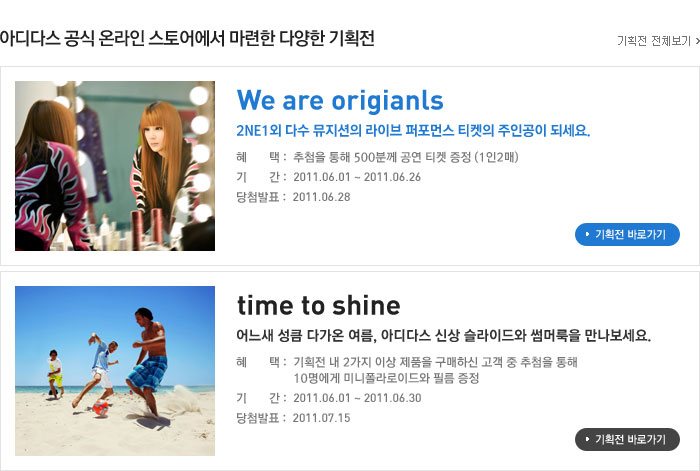 아디다스 공식 온라인 스토어에서 마련한 다양한 기획전
기획전 전체보기 >
We are origianls
2NE1외 다수 뮤지션의 라이브 퍼포먼스 티켓의 주인공이 되세요.
혜 택 : 추첨을 통해 500분께 공연 티켓 증정 (1인2매)
기 간 : 2011.06.01 ~ 2011.06.26
당첨발표 : 2011.06.28
기획전 바로가기
time to shine
어느새 성큼 다가온 여름, 아디다스 신상 슬라이드와 썸머룩을 만나보세요.
혜 택 : 기획전 내 2가지 이상 제품을 구매하신 고객 중 추첨을 통해
10명에게 미니폴라로이드와 필름 증정
기 간 : 2011.06.01 ~ 2011.06.30
당첨발표 : 2011.07.15
기획전 바로가기